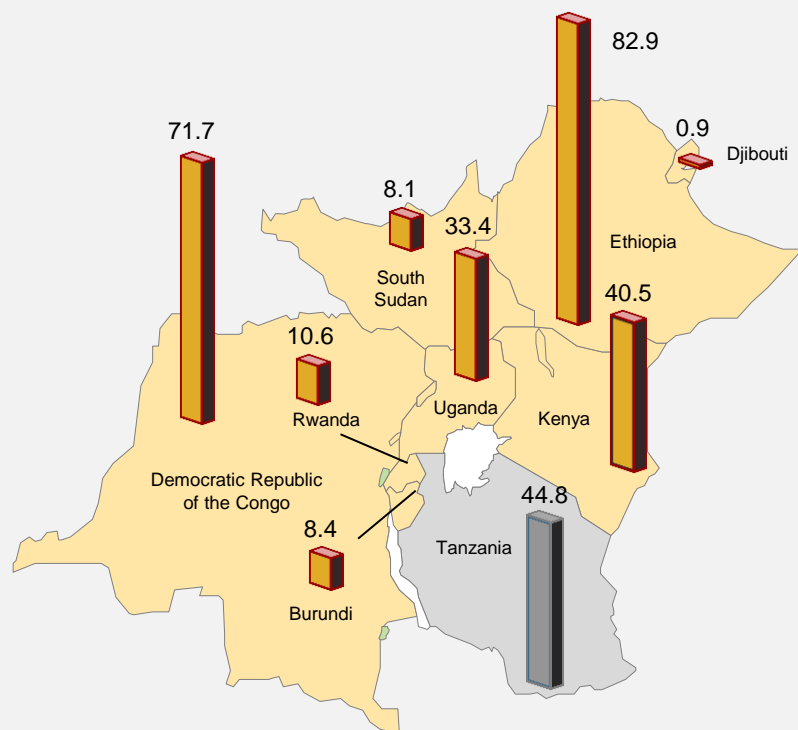 82.9
71.7
0.9
Djibouti
8.1
33.4
Ethiopia
South
Sudan
40.5
10.6
Rwanda
Uganda
Kenya
Democratic Republic
of the Congo
44.8
8.4
Tanzania
Burundi